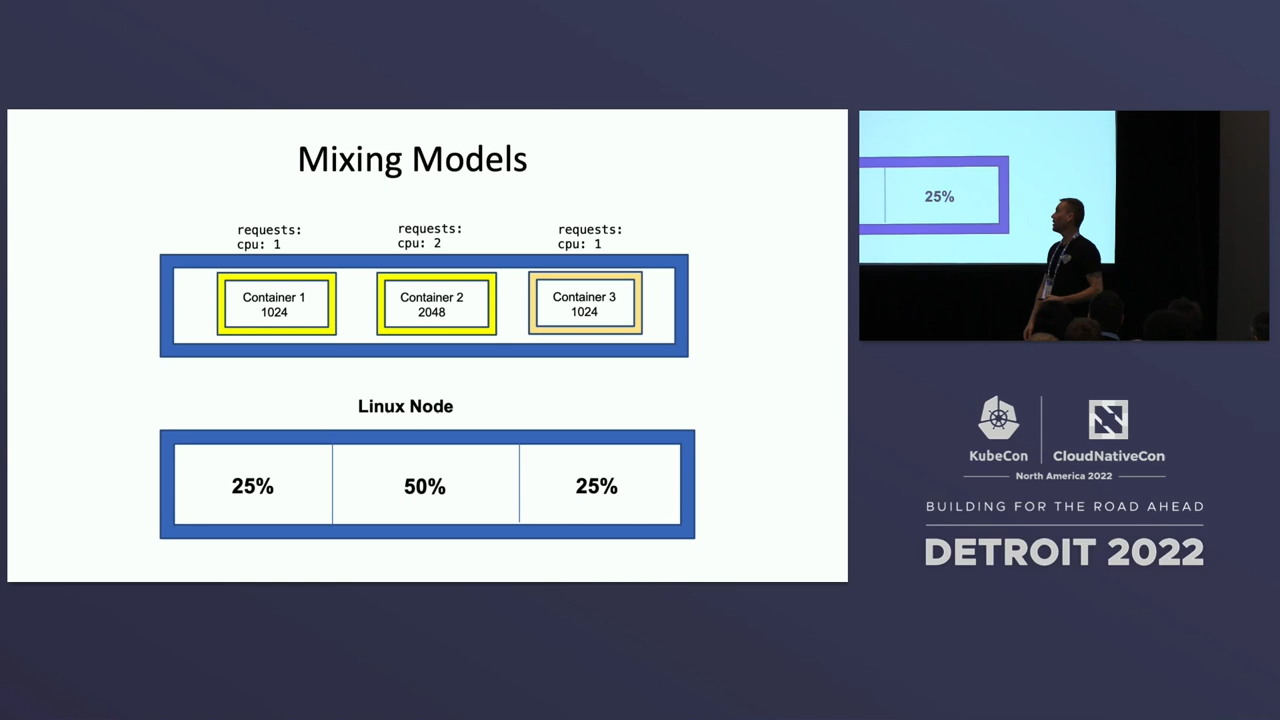 Mixing Models
requests:
cpu: 1
requests:
cpu: 2
requests:
cpu: 1
Container 1
1024
Container 2
2048
Container 3
1024
Linux Node
25%
50%
25%
25%
KubeCon
CloudNativeCon
North America 2022
BUILDING FOR THE ROAD AHEAD
DETROIT 2022